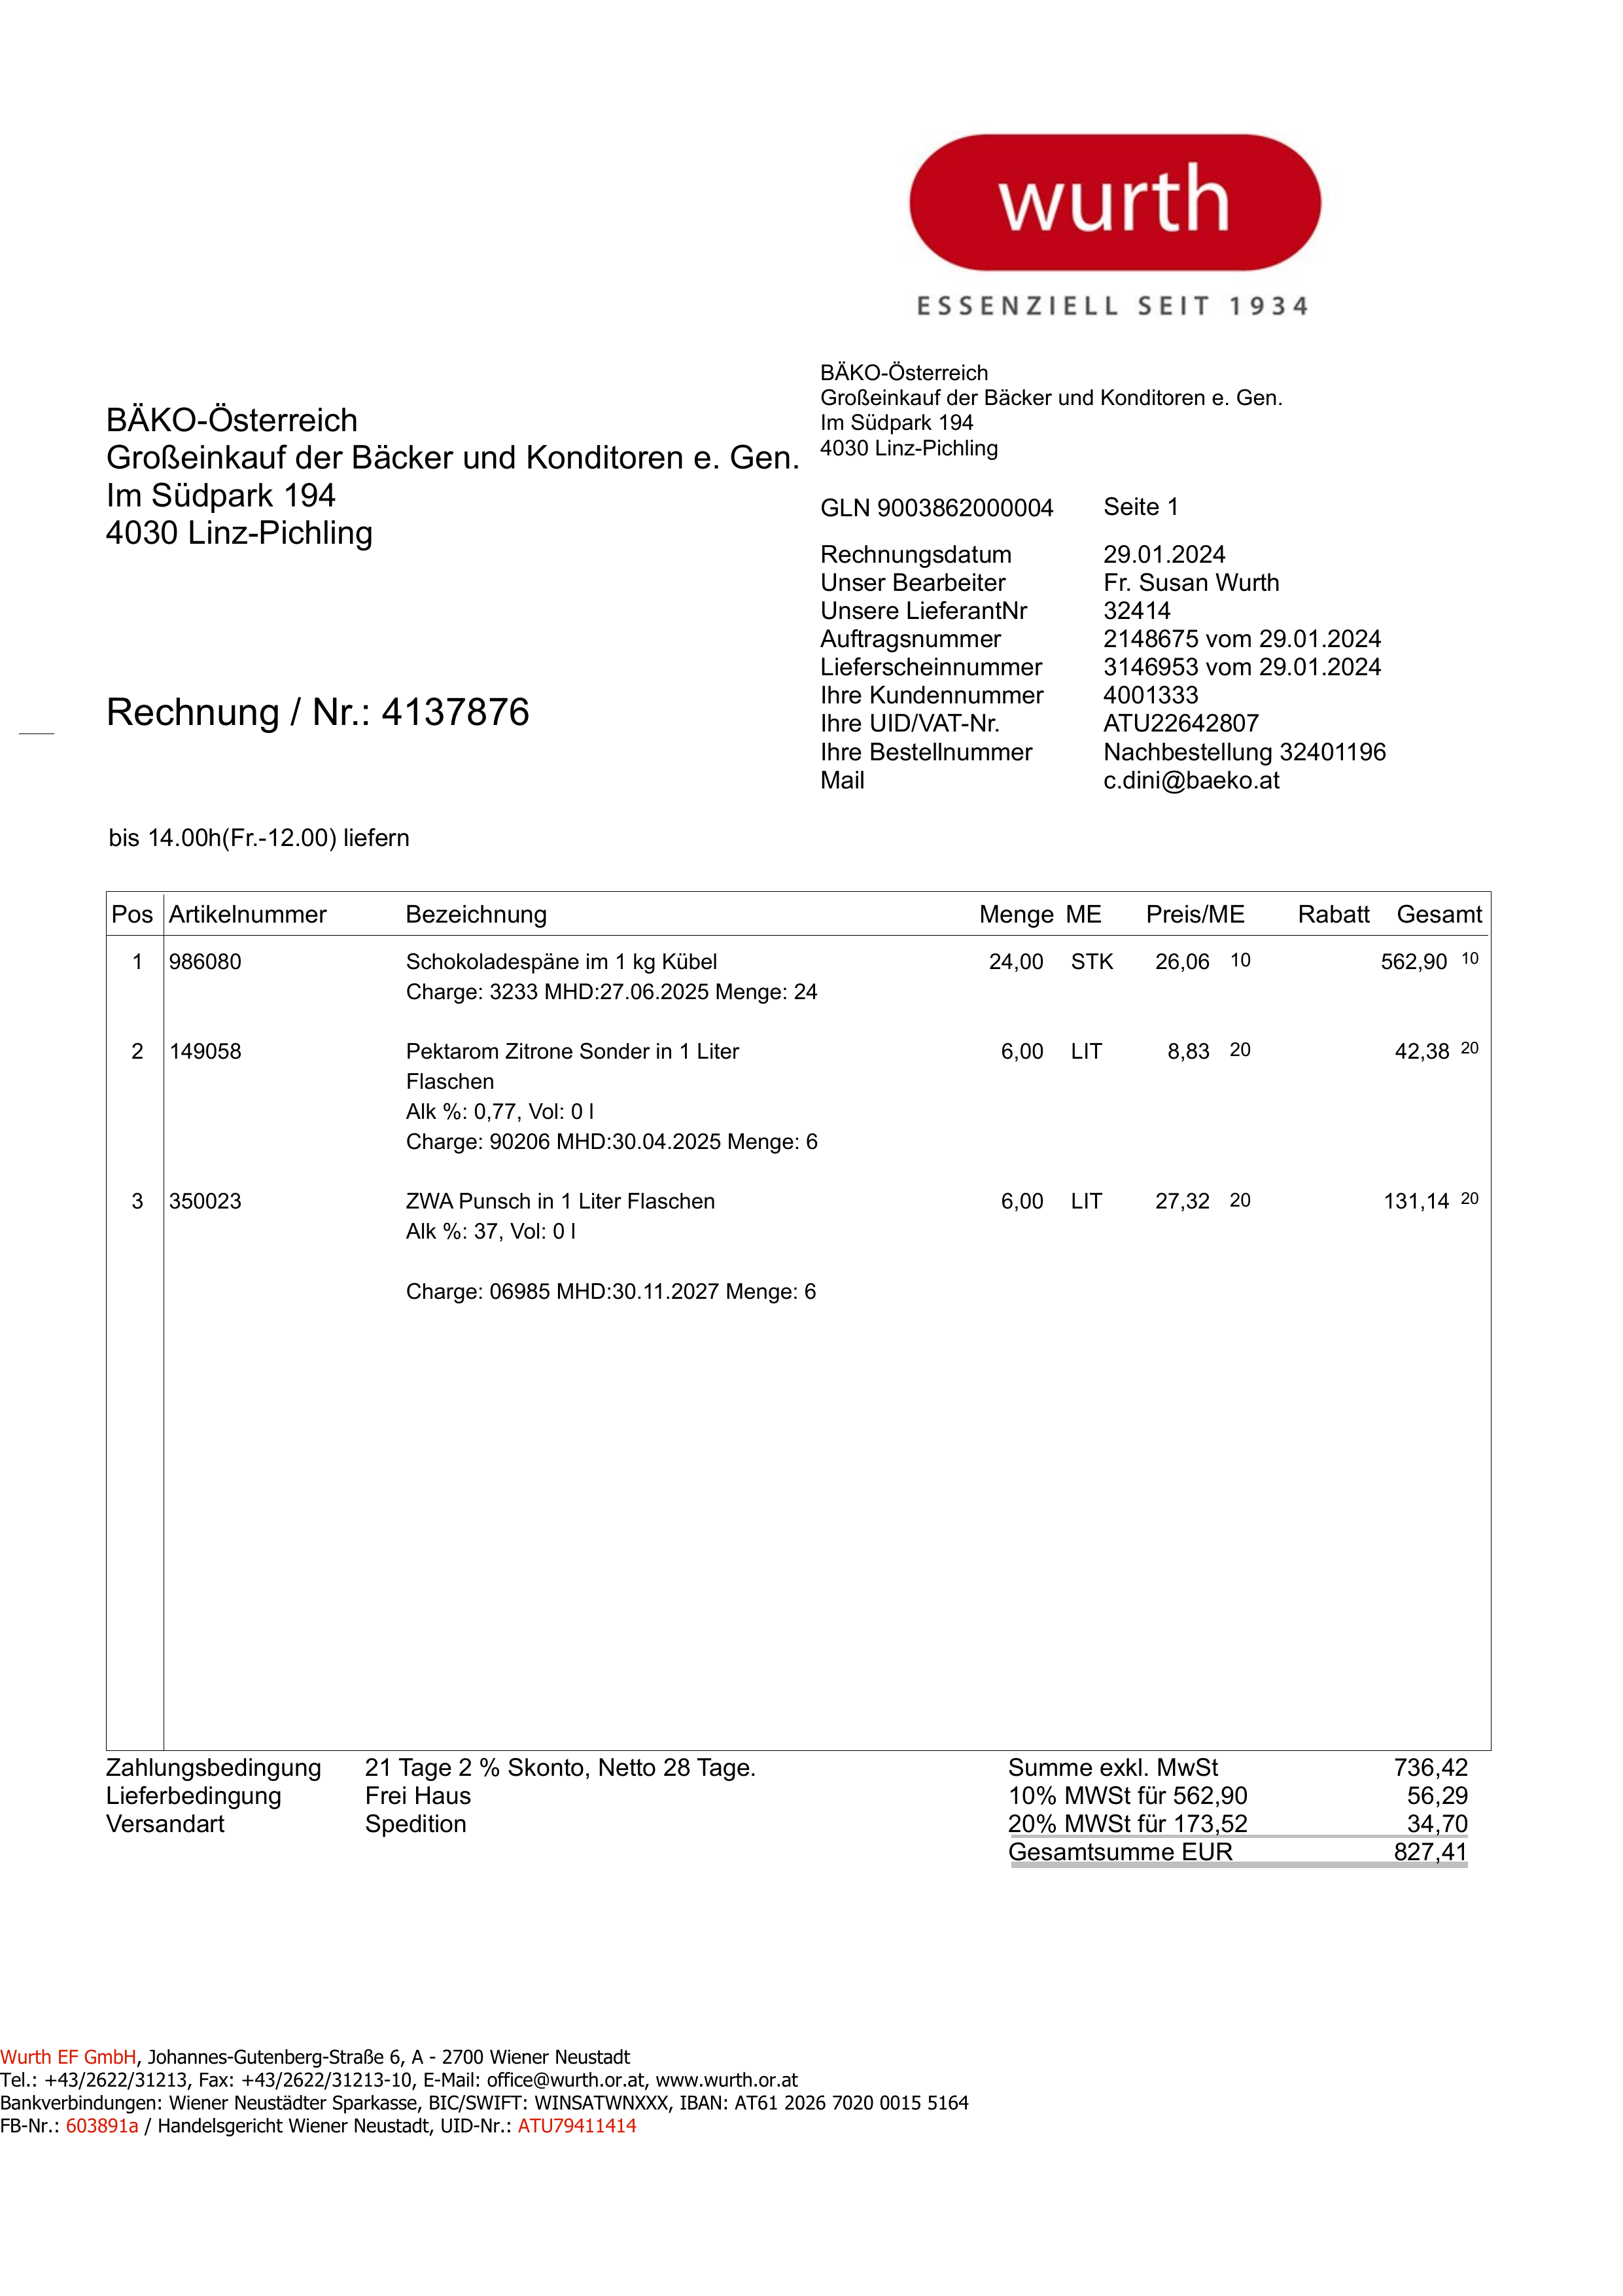 wurth
ESSENZIELL SEIT 1934
BÄKO-Österreich
Großeinkauf der Bäcker und Konditoren e. Gen.
Im Südpark 194
4030 Linz-Pichling
BÄKO-Österreich
Großeinkauf der Bäcker und Konditoren e. Gen.
Im Südpark 194
4030 Linz-Pichling
GLN 9003862000004 Seite 1
Rechnungsdatum 29.01.2024
Unser Bearbeiter Fr. Susan Wurth
Unsere LieferantNr 32414
Auftragsnummer 2148675 vom 29.01.2024
Lieferscheinnummer 3146953 vom 29.01.2024
Ihre Kundennummer 4001333
Ihre UID/VAT-Nr. ATU22642807
Ihre Bestellnummer Nachbestellung 32401196
Mail c.dini@baeko.at
Rechnung / Nr.: 4137876
bis 14.00h(Fr.-12.00) liefern
Pos Artikelnummer Bezeichnung Menge ME Preis/ME Rabatt Gesamt
1 986080 Schokoladespäne im 1 kg Kübel 24,00 STK 26,06 10 562,90 10
Charge: 3233 MHD:27.06.2025 Menge: 24
2 149058 Pektarom Zitrone Sonder in 1 Liter 6,00 LIT 8,83 20 42,38 20
Flaschen
Alk %: 0,77, Vol: 0 l
Charge: 90206 MHD:30.04.2025 Menge: 6
3 350023 ZWA Punsch in 1 Liter Flaschen 6,00 LIT 27,32 20 131,14 20
Alk %: 37, Vol: 0 l
Charge: 06985 MHD:30.11.2027 Menge: 6
Zahlungsbedingung 21 Tage 2 % Skonto, Netto 28 Tage.
Lieferbedingung Frei Haus
Versandart Spedition
Summe exkl. MwSt 736,42
10% MWSt für 562,90 56,29
20% MWSt für 173,52 34,70
Gesamtsumme EUR 827,41
Wurth EF GmbH, Johannes-Gutenberg-Straße 6, A - 2700 Wiener Neustadt
Tel.: +43/2622/31213, Fax: +43/2622/31213-10, E-Mail: office@wurth.or.at, www.wurth.or.at
Bankverbindungen: Wiener Neustädter Sparkasse, BIC/SWIFT: WINSATWNXXX, IBAN: AT61 2026 7020 0015 5164
FB-Nr.: 603891a / Handelsgericht Wiener Neustadt, UID-Nr.: ATU79411414